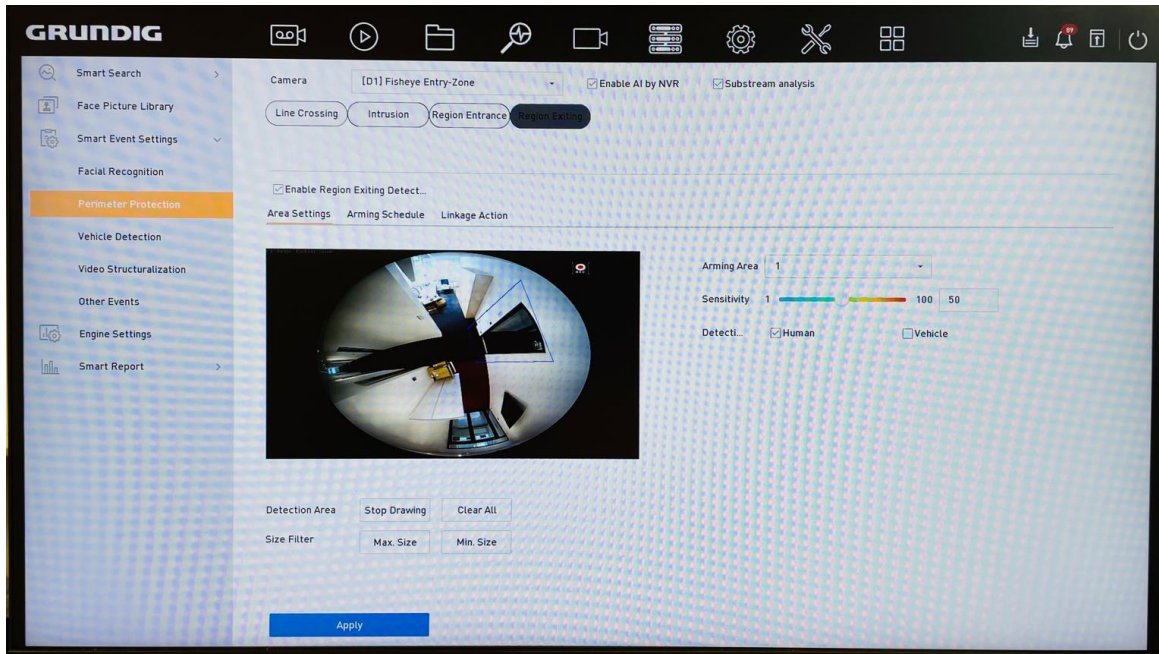 GRUNDIG
Smart Search
Face Picture Library
Smart Event Settings
Facial Recognition
Perimeter Protection
Vehicle Detection
Video Structuralization
Other Events
Engine Settings
Smart Report
Camera [D1] Fisheye Entry-Zone Enable AI by NVR Substream analysis
Line Crossing Intrusion Region Entrance Region Exiting
Enable Region Exiting Detect...
Area Settings Arming Schedule Linkage Action
Arming Area 1
Sensitivity 1 100 50
Detecti... Human Vehicle
Detection Area Stop Drawing Clear All
Size Filter Max. Size Min. Size
Apply